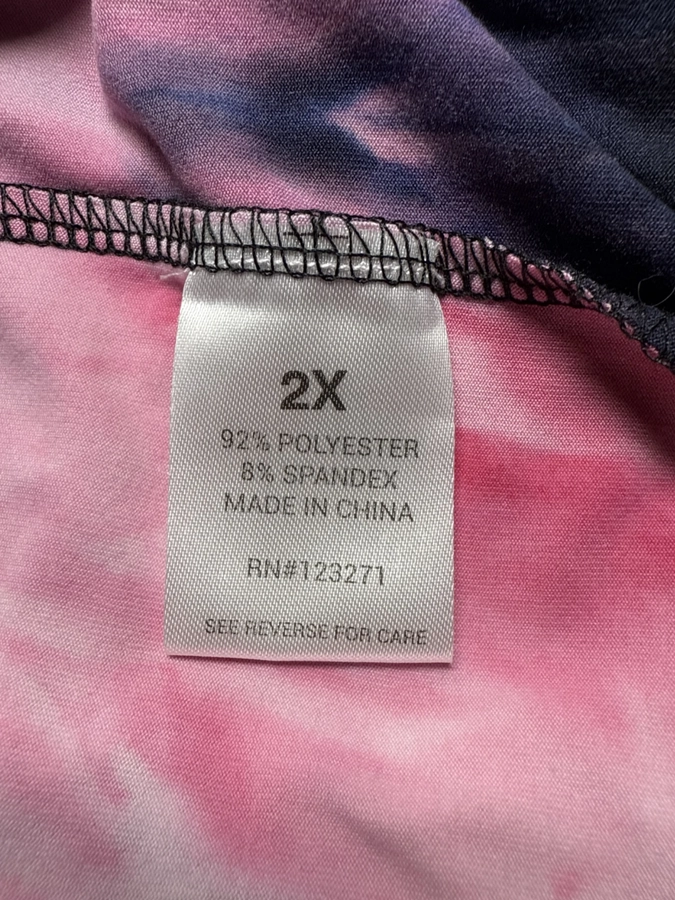 2X
92% POLYESTER
8% SPANDEX
MADE IN CHINA
RN#123271
SEE REVERSE FOR CARE